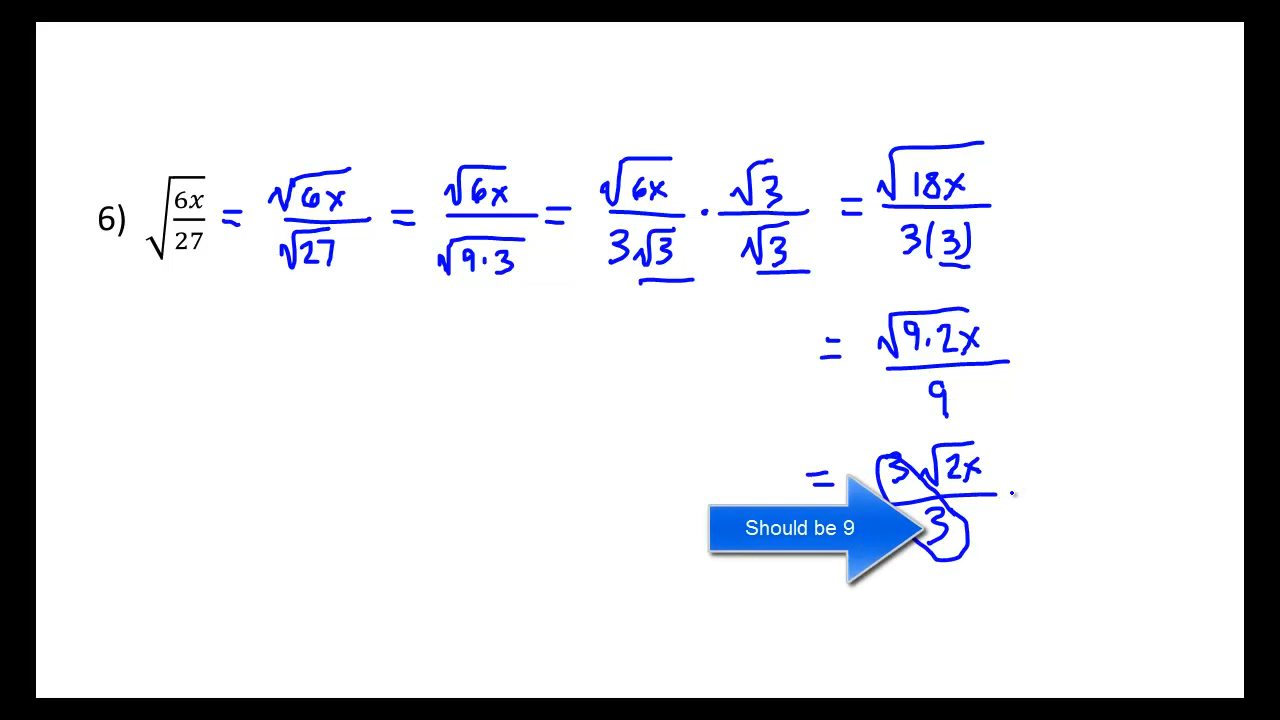 6) √(6x/27) = √6x/√27 = √6x/√9·3 = √6x/3√3 · √3/√3 = √18x/3(3)
= √9·2x/9
= 3√2x/3
Should be 9